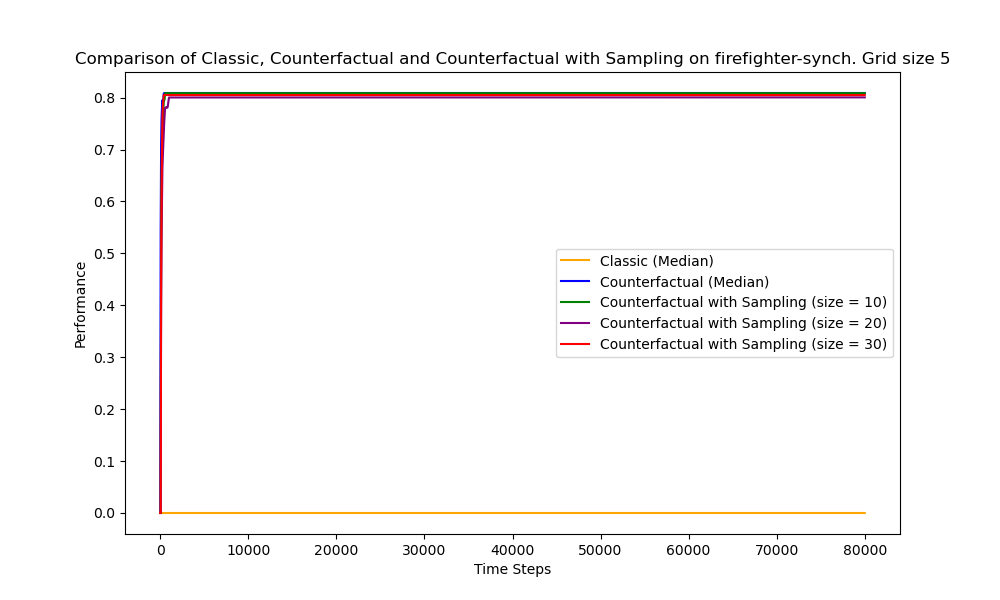 Comparison of Classic, Counterfactual and Counterfactual with Sampling on firefighter-synch. Grid size 5
0.8
0.7
0.6
0.5
0.4
0.3
0.2
0.1
0.0
Performance
Classic (Median)
Counterfactual (Median)
Counterfactual with Sampling (size = 10)
Counterfactual with Sampling (size = 20)
Counterfactual with Sampling (size = 30)
0 10000 20000 30000 40000 50000 60000 70000 80000
Time Steps